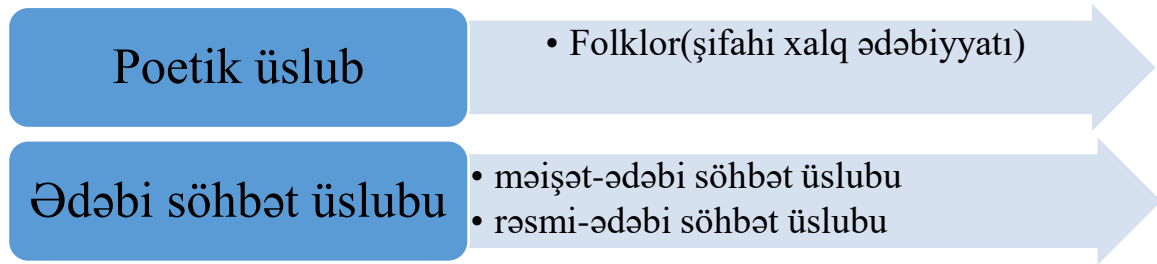 Poetik üslub
• Folklor(şifahi xalq ədəbiyyatı)
Ədəbi söhbət üslubu
• məişət-ədəbi söhbət üslubu
• rəsmi-ədəbi söhbət üslubu